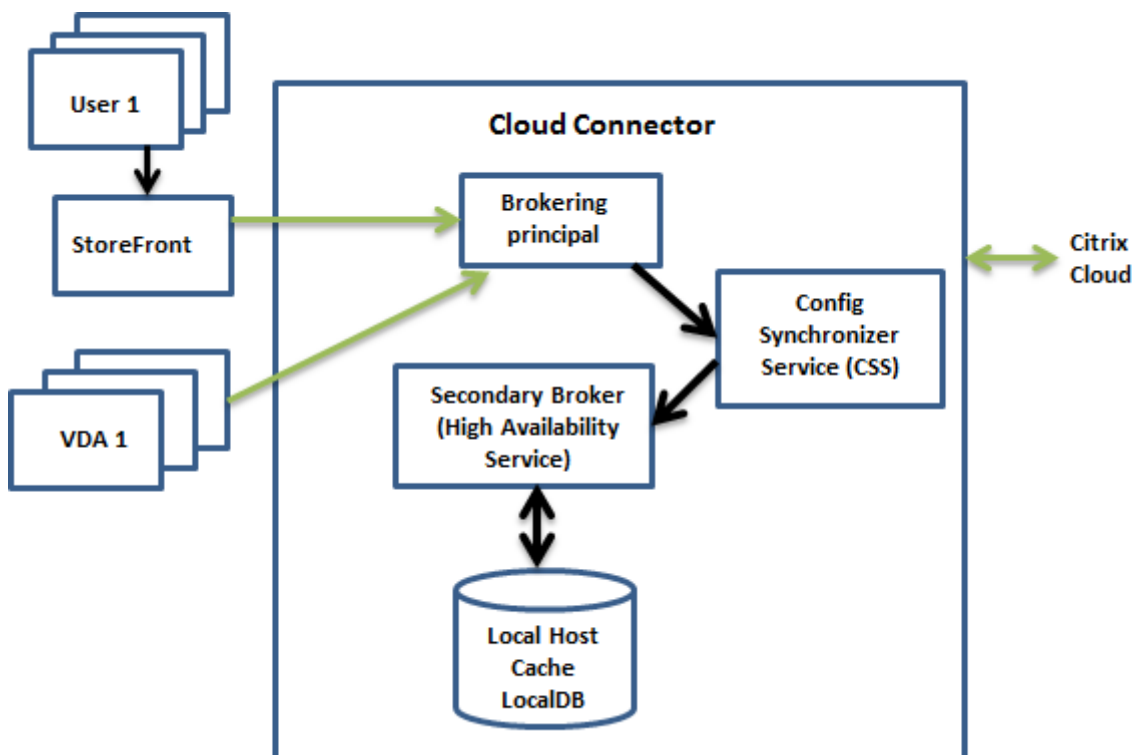 User 1
StoreFront
VDA 1
Cloud Connector
Brokering
principal
Config
Synchronizer
Service (CSS)
Secondary Broker
(High Availability
Service)
Local Host
Cache
LocalDB
Citrix
Cloud